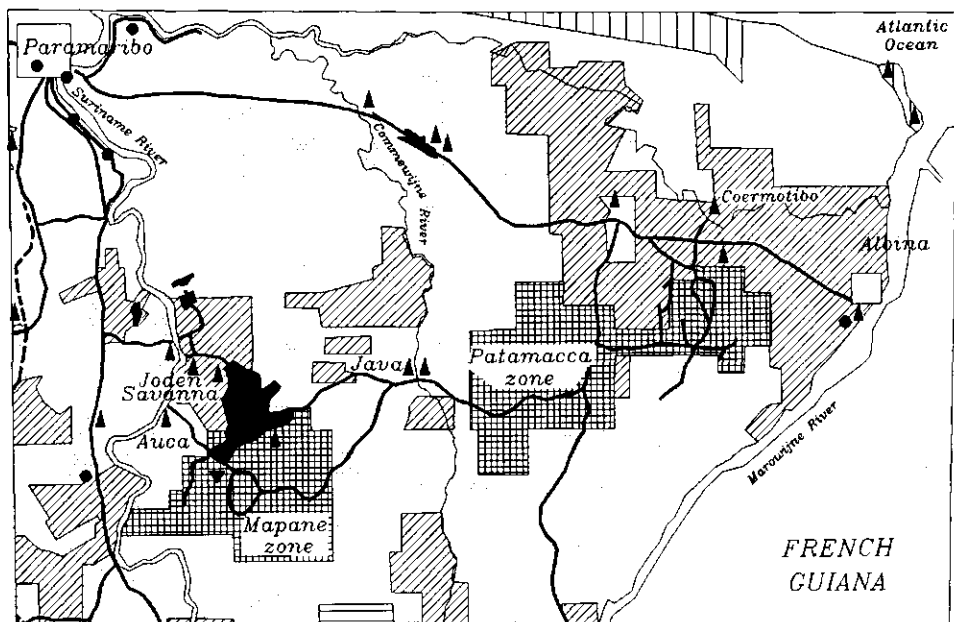 Paramaribo
Atlantic
Ocean
Suriname River
Commewijne
River
Coermotibo
Albina
Patamacca
zone
Java
Joden
Savanna
Auca
Marowijne River
Mapane
zone
FRENCH
GUIANA